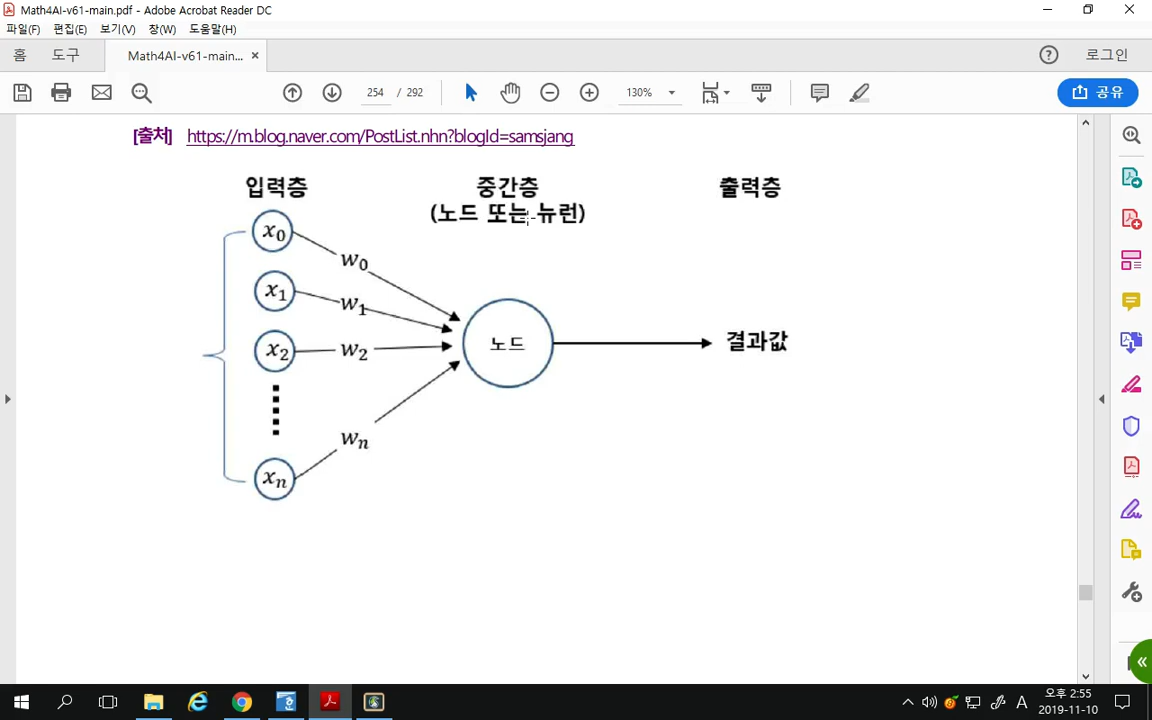 Math4AI-v61-main.pdf - Adobe Acrobat Reader DC
파일(F) 편집(E) 보기(V) 창(W) 도움말(H)
홈 도구 Math4AI-v61-main... × 로그인
254 / 292 130% 공유
[출처] https://m.blog.naver.com/PostList.nhn?blogId=samsjang
입력층 중간층 출력층
(노드 또는 뉴런)
x0
w0
x1 w1
노드 결과값
x2 w2
wn
xn
A 오후 2:55
2019-11-10